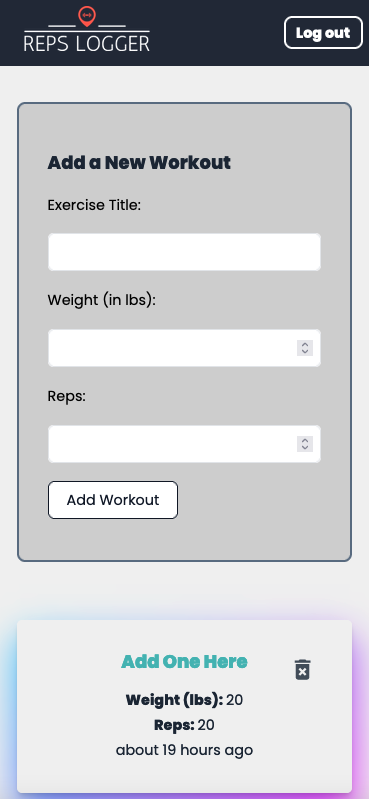 REPS LOGGER
Log out
Add a New Workout
Exercise Title:
Weight (in lbs):
Reps:
Add Workout
Add One Here
Weight (lbs): 20
Reps: 20
about 19 hours ago